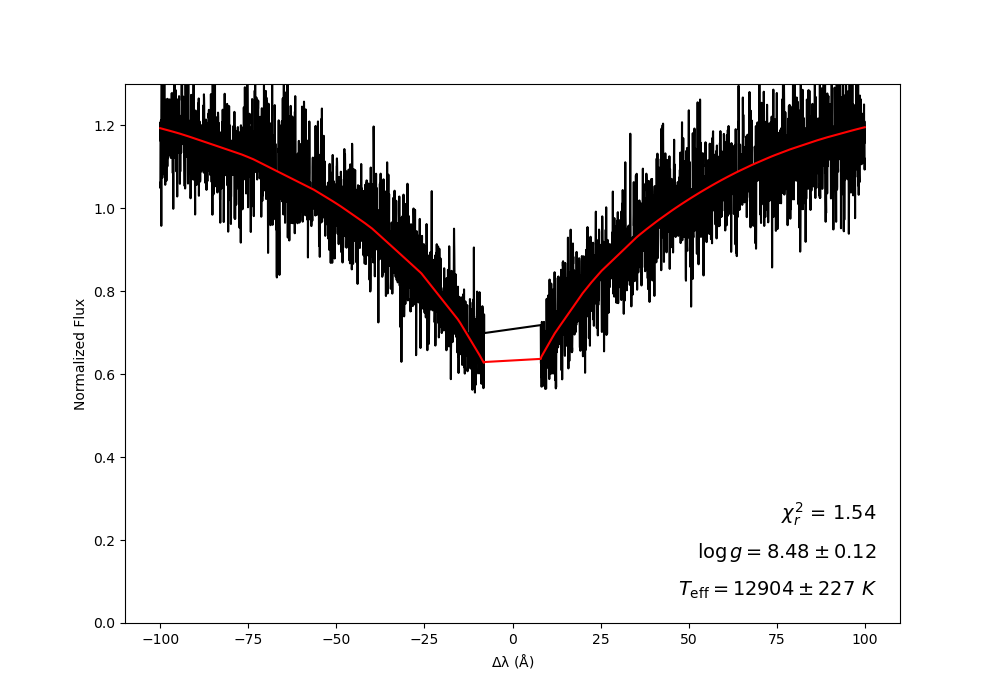 1.2
1.0
0.8
0.6
0.4
0.2
0.0
Normalized Flux
χ²ᵣ = 1.54
log g = 8.48 ± 0.12
T_eff = 12904 ± 227 K
−100 −75 −50 −25 0 25 50 75 100
Δλ (Å)